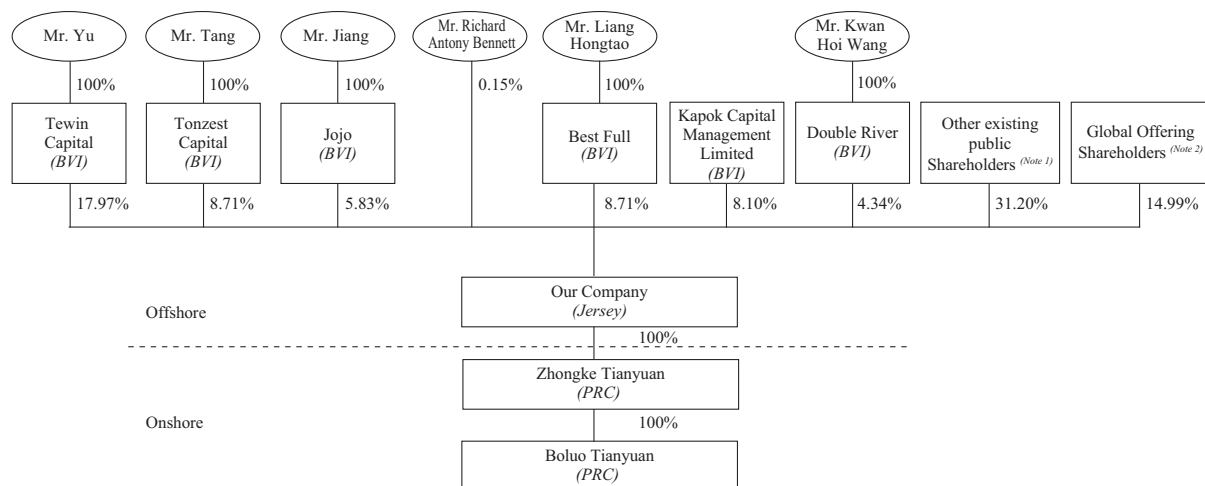 Mr. Yu
Mr. Tang
Mr. Jiang
Mr. Richard
Antony Bennett
Mr. Liang
Hongtao
Mr. Kwan
Hoi Wang
100%
100%
100%
0.15%
100%
100%
Tewin
Capital
(BVI)
Tonzest
Capital
(BVI)
Jojo
(BVI)
Best Full
(BVI)
Kapok Capital
Management
Limited
(BVI)
Double River
(BVI)
Other existing
public
Shareholders (Note 1)
Global Offering
Shareholders (Note 2)
17.97%
8.71%
5.83%
8.71%
8.10%
4.34%
31.20%
14.99%
Our Company
(Jersey)
Offshore
100%
Zhongke Tianyuan
(PRC)
Onshore
100%
Boluo Tianyuan
(PRC)